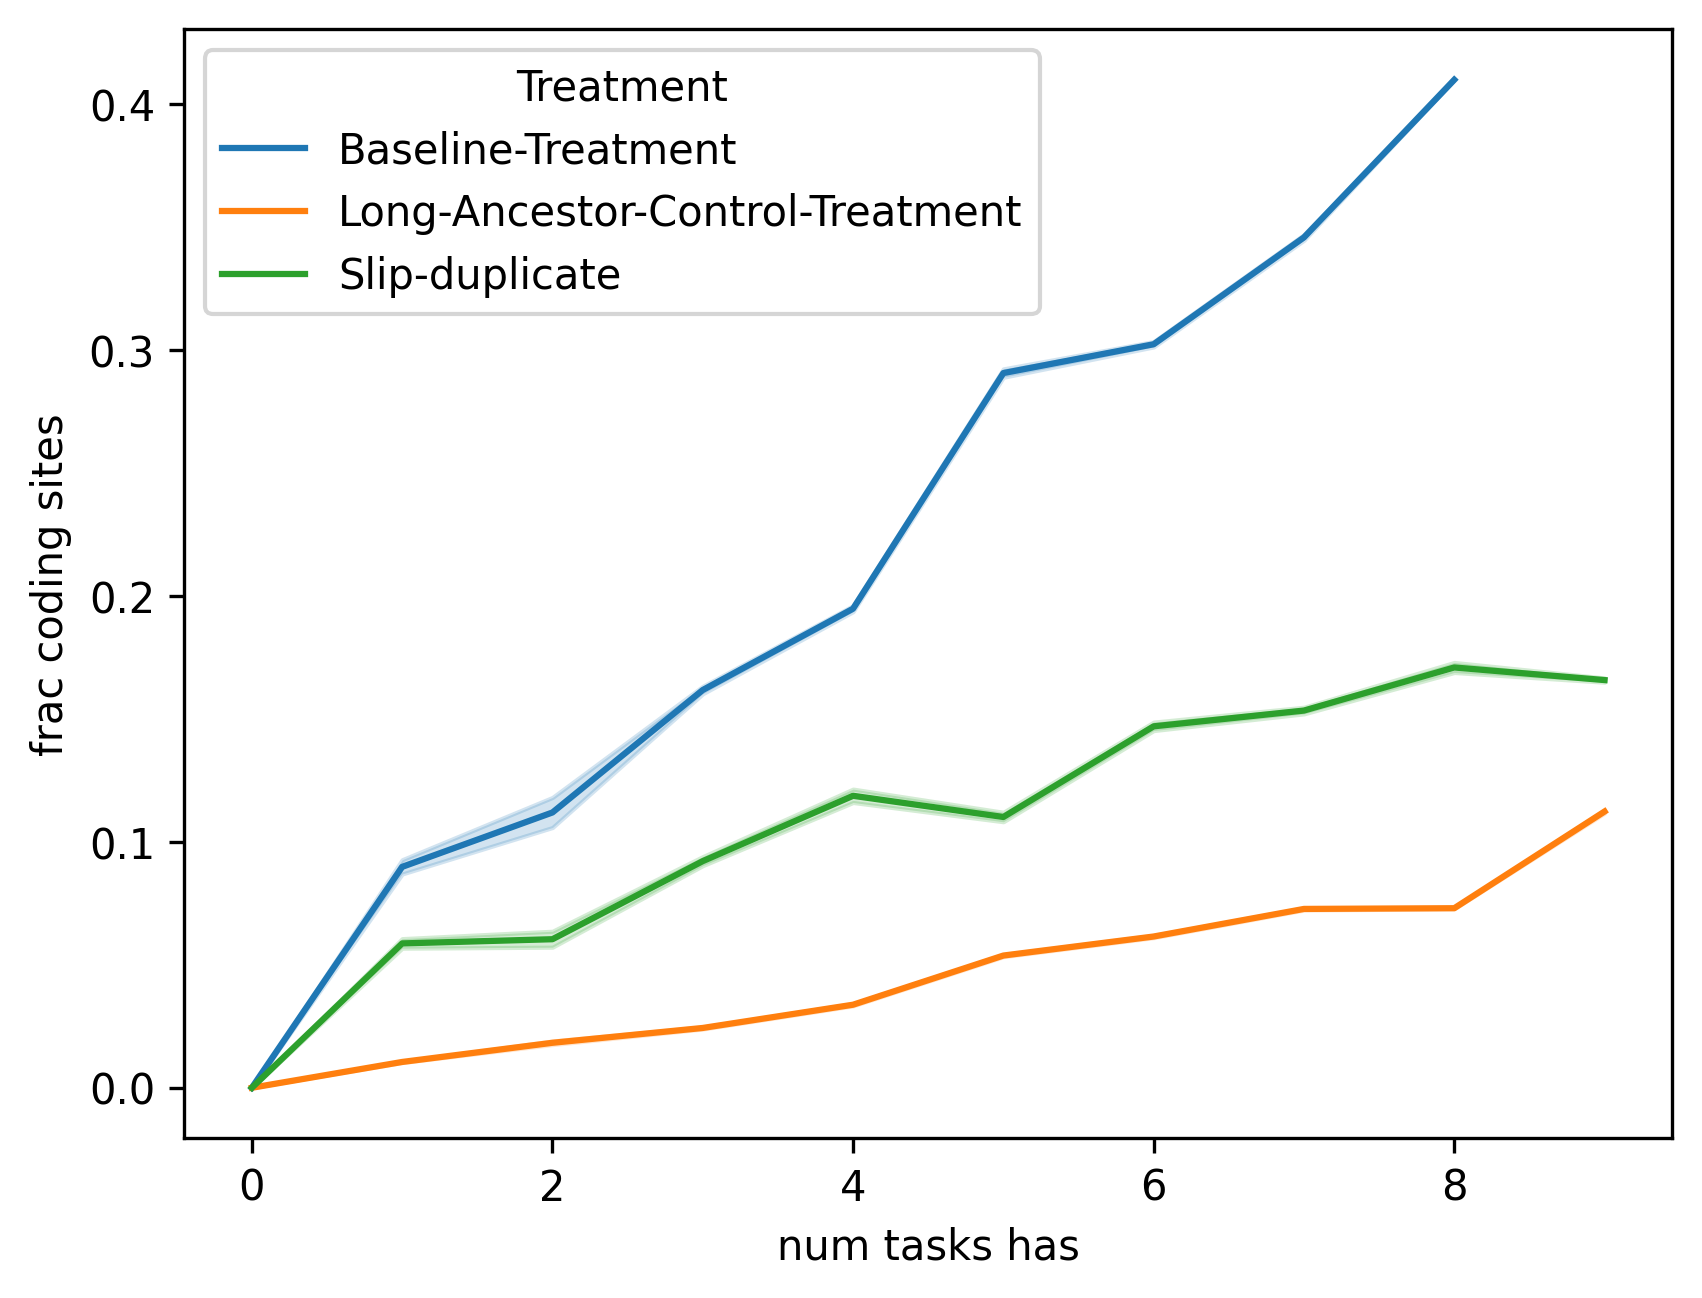 Treatment
Baseline-Treatment
Long-Ancestor-Control-Treatment
Slip-duplicate
0.4
0.3
0.2
0.1
0.0
frac coding sites
0 2 4 6 8
num tasks has